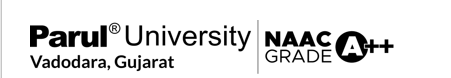 Parul® University
Vadodara, Gujarat
NAAC
GRADE A++